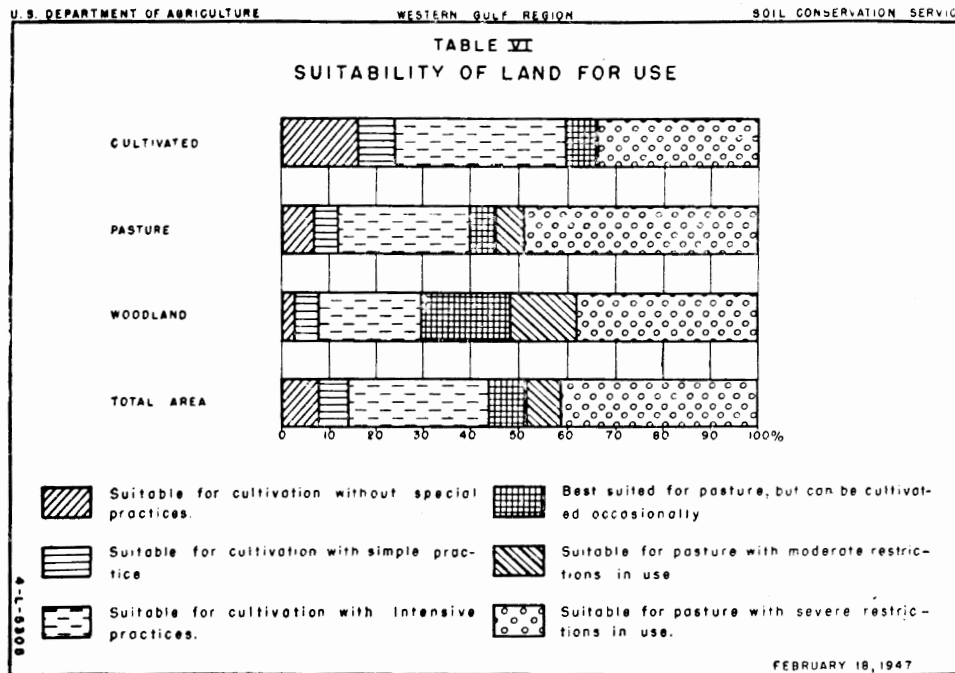 U.S. DEPARTMENT OF AGRICULTURE WESTERN GULF REGION SOIL CONSERVATION SERVIC
TABLE VI
SUITABILITY OF LAND FOR USE
CULTIVATED
PASTURE
WOODLAND
TOTAL AREA
0 10 20 30 40 50 60 70 80 90 100%
Suitable for cultivation without special
practices.
Suitable for cultivation with simple prac-
tice
Suitable for cultivation with Intensive
practices.
Best suited for pasture, but can be cultivat-
ed occasionally
Suitable for pasture with moderate restric-
tions in use
Suitable for pasture with severe restric-
tions in use.
4-L-5308
FEBRUARY 18, 1947